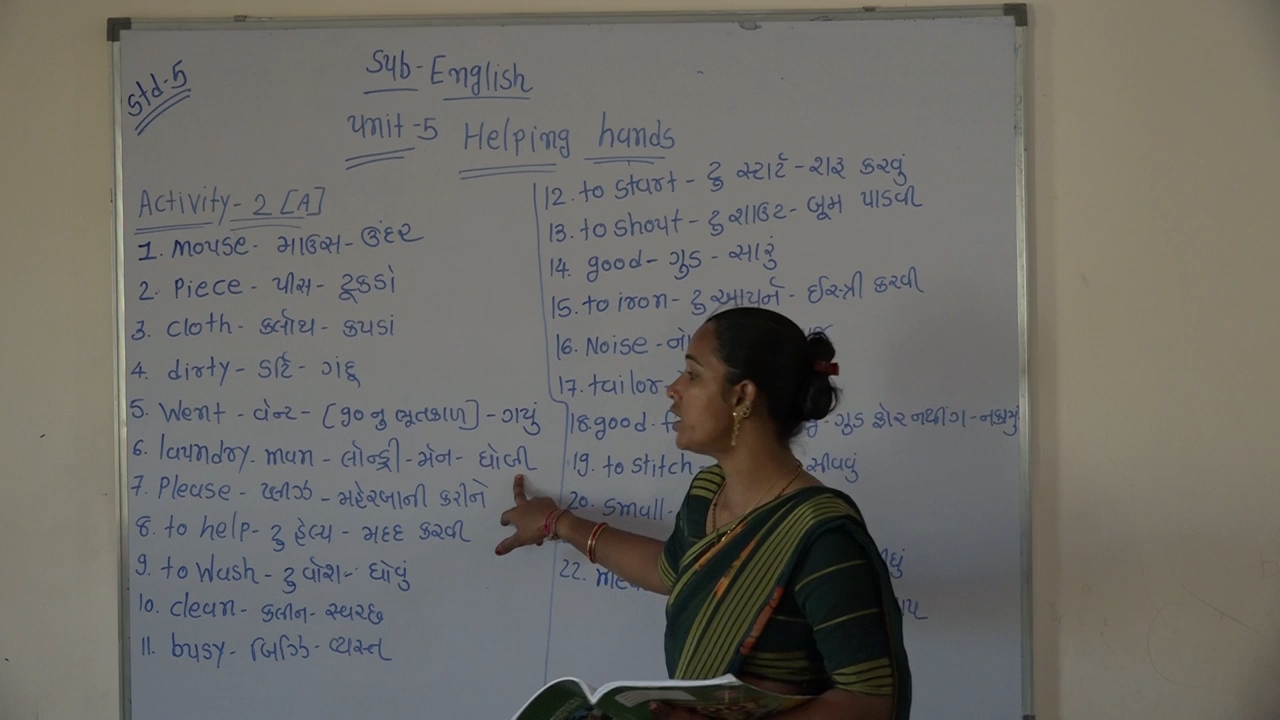 Std-5
Sub-English
Unit-5 Helping hands
Activity-2 [A]
1. mouse- માઉસ- ઉંદર
2. Piece- પીસ- ટૂકડો
3. cloth- ક્લોથ- કપડાં
4. dirty- ડર્ટિ- ગંદૂ
5. Went- વેન્ટ- [go નુ ભૂતકાળ]- ગયું
6. laundry. man- લોન્ડ્રી-મેન- ધોબી
7. Please- પ્લીઝ- મહેરબાની કરીને
8. to help- ટુ હેલ્પ- મદદ કરવી
9. to wash- ટુ વૉશ- ધોવું
10. clean- ક્લીન- સ્વચ્છ
11. busy- બિઝિ- વ્યસ્ત
12. to start- ટુ સ્ટાર્ટ- શરૂ કરવું
13. to shout- ટુ શાઉટ- બૂમ પાડવી
14. good- ગુડ- સારું
15. to iron- ટુ આયર્ન- ઈસ્ત્રી કરવી
16. Noise-
17. tailor-
18. good. ગુડ ફોર નથીંગ- નકામું
19. to stitch- સીવવું
20. small-
22.